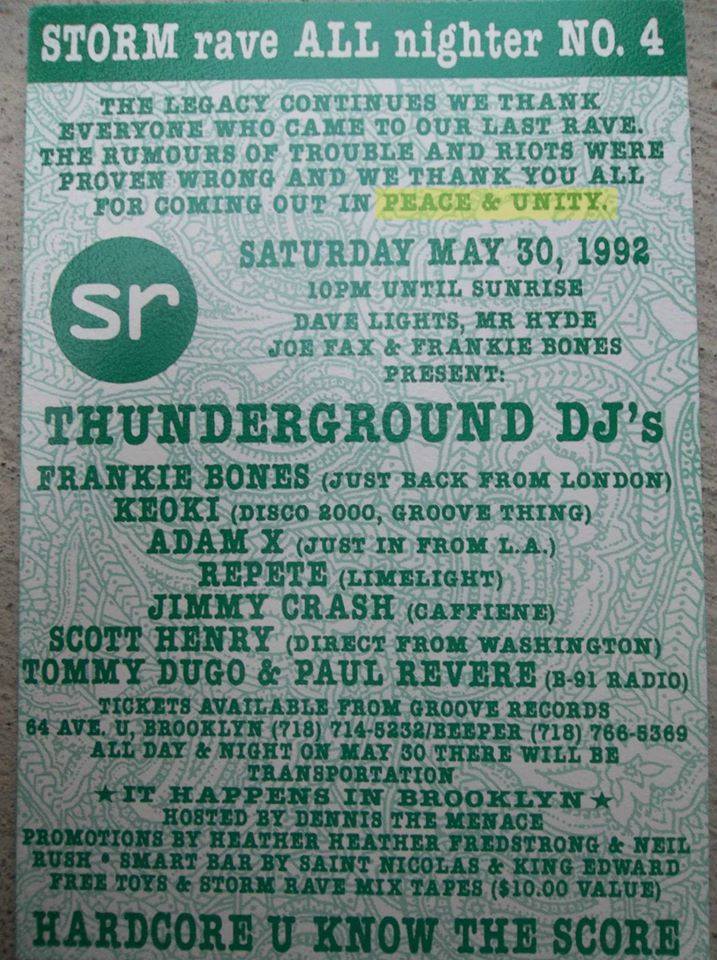 STORM rave ALL nighter NO. 4
THE LEGACY CONTINUES WE THANK
EVERYONE WHO CAME TO OUR LAST RAVE.
THE RUMOURS OF TROUBLE AND RIOTS WERE
PROVEN WRONG AND WE THANK YOU ALL
FOR COMING OUT IN PEACE & UNITY.
sr
SATURDAY MAY 30, 1992
10PM UNTIL SUNRISE
DAVE LIGHTS, MR HYDE
JOE FAX & FRANKIE BONES
PRESENT:
THUNDERGROUND DJ's
FRANKIE BONES (JUST BACK FROM LONDON)
KEOKI (DISCO 2000, GROOVE THING)
ADAM X (JUST IN FROM L.A.)
REPETE (LIMELIGHT)
JIMMY CRASH (CAFFIENE)
SCOTT HENRY (DIRECT FROM WASHINGTON)
TOMMY DUGO & PAUL REVERE (B-91 RADIO)
TICKETS AVAILABLE FROM GROOVE RECORDS
64 AVE. U, BROOKLYN (718) 714-5232/BEEPER (718) 766-5369
ALL DAY & NIGHT ON MAY 30 THERE WILL BE
TRANSPORTATION
★IT HAPPENS IN BROOKLYN★
HOSTED BY DENNIS THE MENACE
PROMOTIONS BY HEATHER HEATHER FREDSTRONG & NEIL
RUSH • SMART BAR BY SAINT NICOLAS & KING EDWARD
FREE TOYS & STORM RAVE MIX TAPES ($10.00 VALUE)
HARDCORE U KNOW THE SCORE